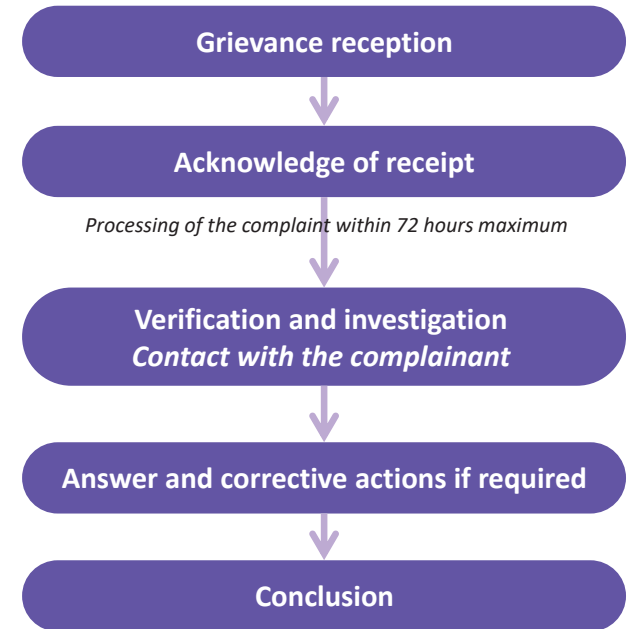 Grievance reception
Acknowledge of receipt
Processing of the complaint within 72 hours maximum
Verification and investigation
Contact with the complainant
Answer and corrective actions if required
Conclusion